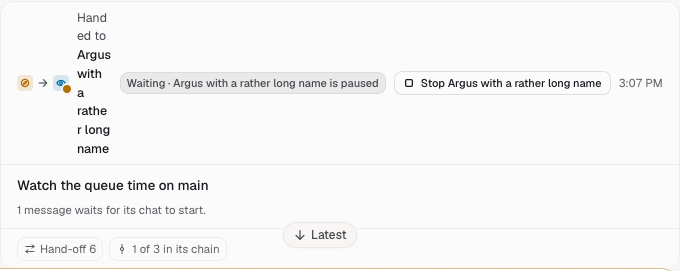 Hand
ed to
Argus
with
a
rathe
r long
name
Waiting · Argus with a rather long name is paused
Stop Argus with a rather long name
3:07 PM
Watch the queue time on main
1 message waits for its chat to start.
Latest
Hand-off 6
1 of 3 in its chain